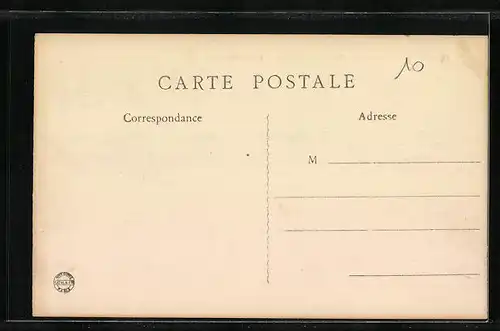 10
CARTE POSTALE
Correspondance
Adresse
M